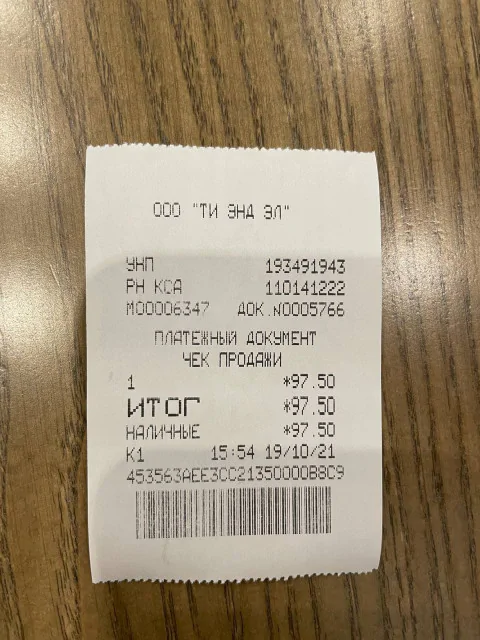 ООО "ТИ ЭНД ЭЛ"
УНП 193491943
РН КСА 110141222
М00006347 ДОК.N0005766
ПЛАТЕЖНЫЙ ДОКУМЕНТ
ЧЕК ПРОДАЖИ
1 *97.50
ИТОГ *97.50
НАЛИЧНЫЕ *97.50
К1 15:54 19/10/21
453563AEE3CC21350000B8C9